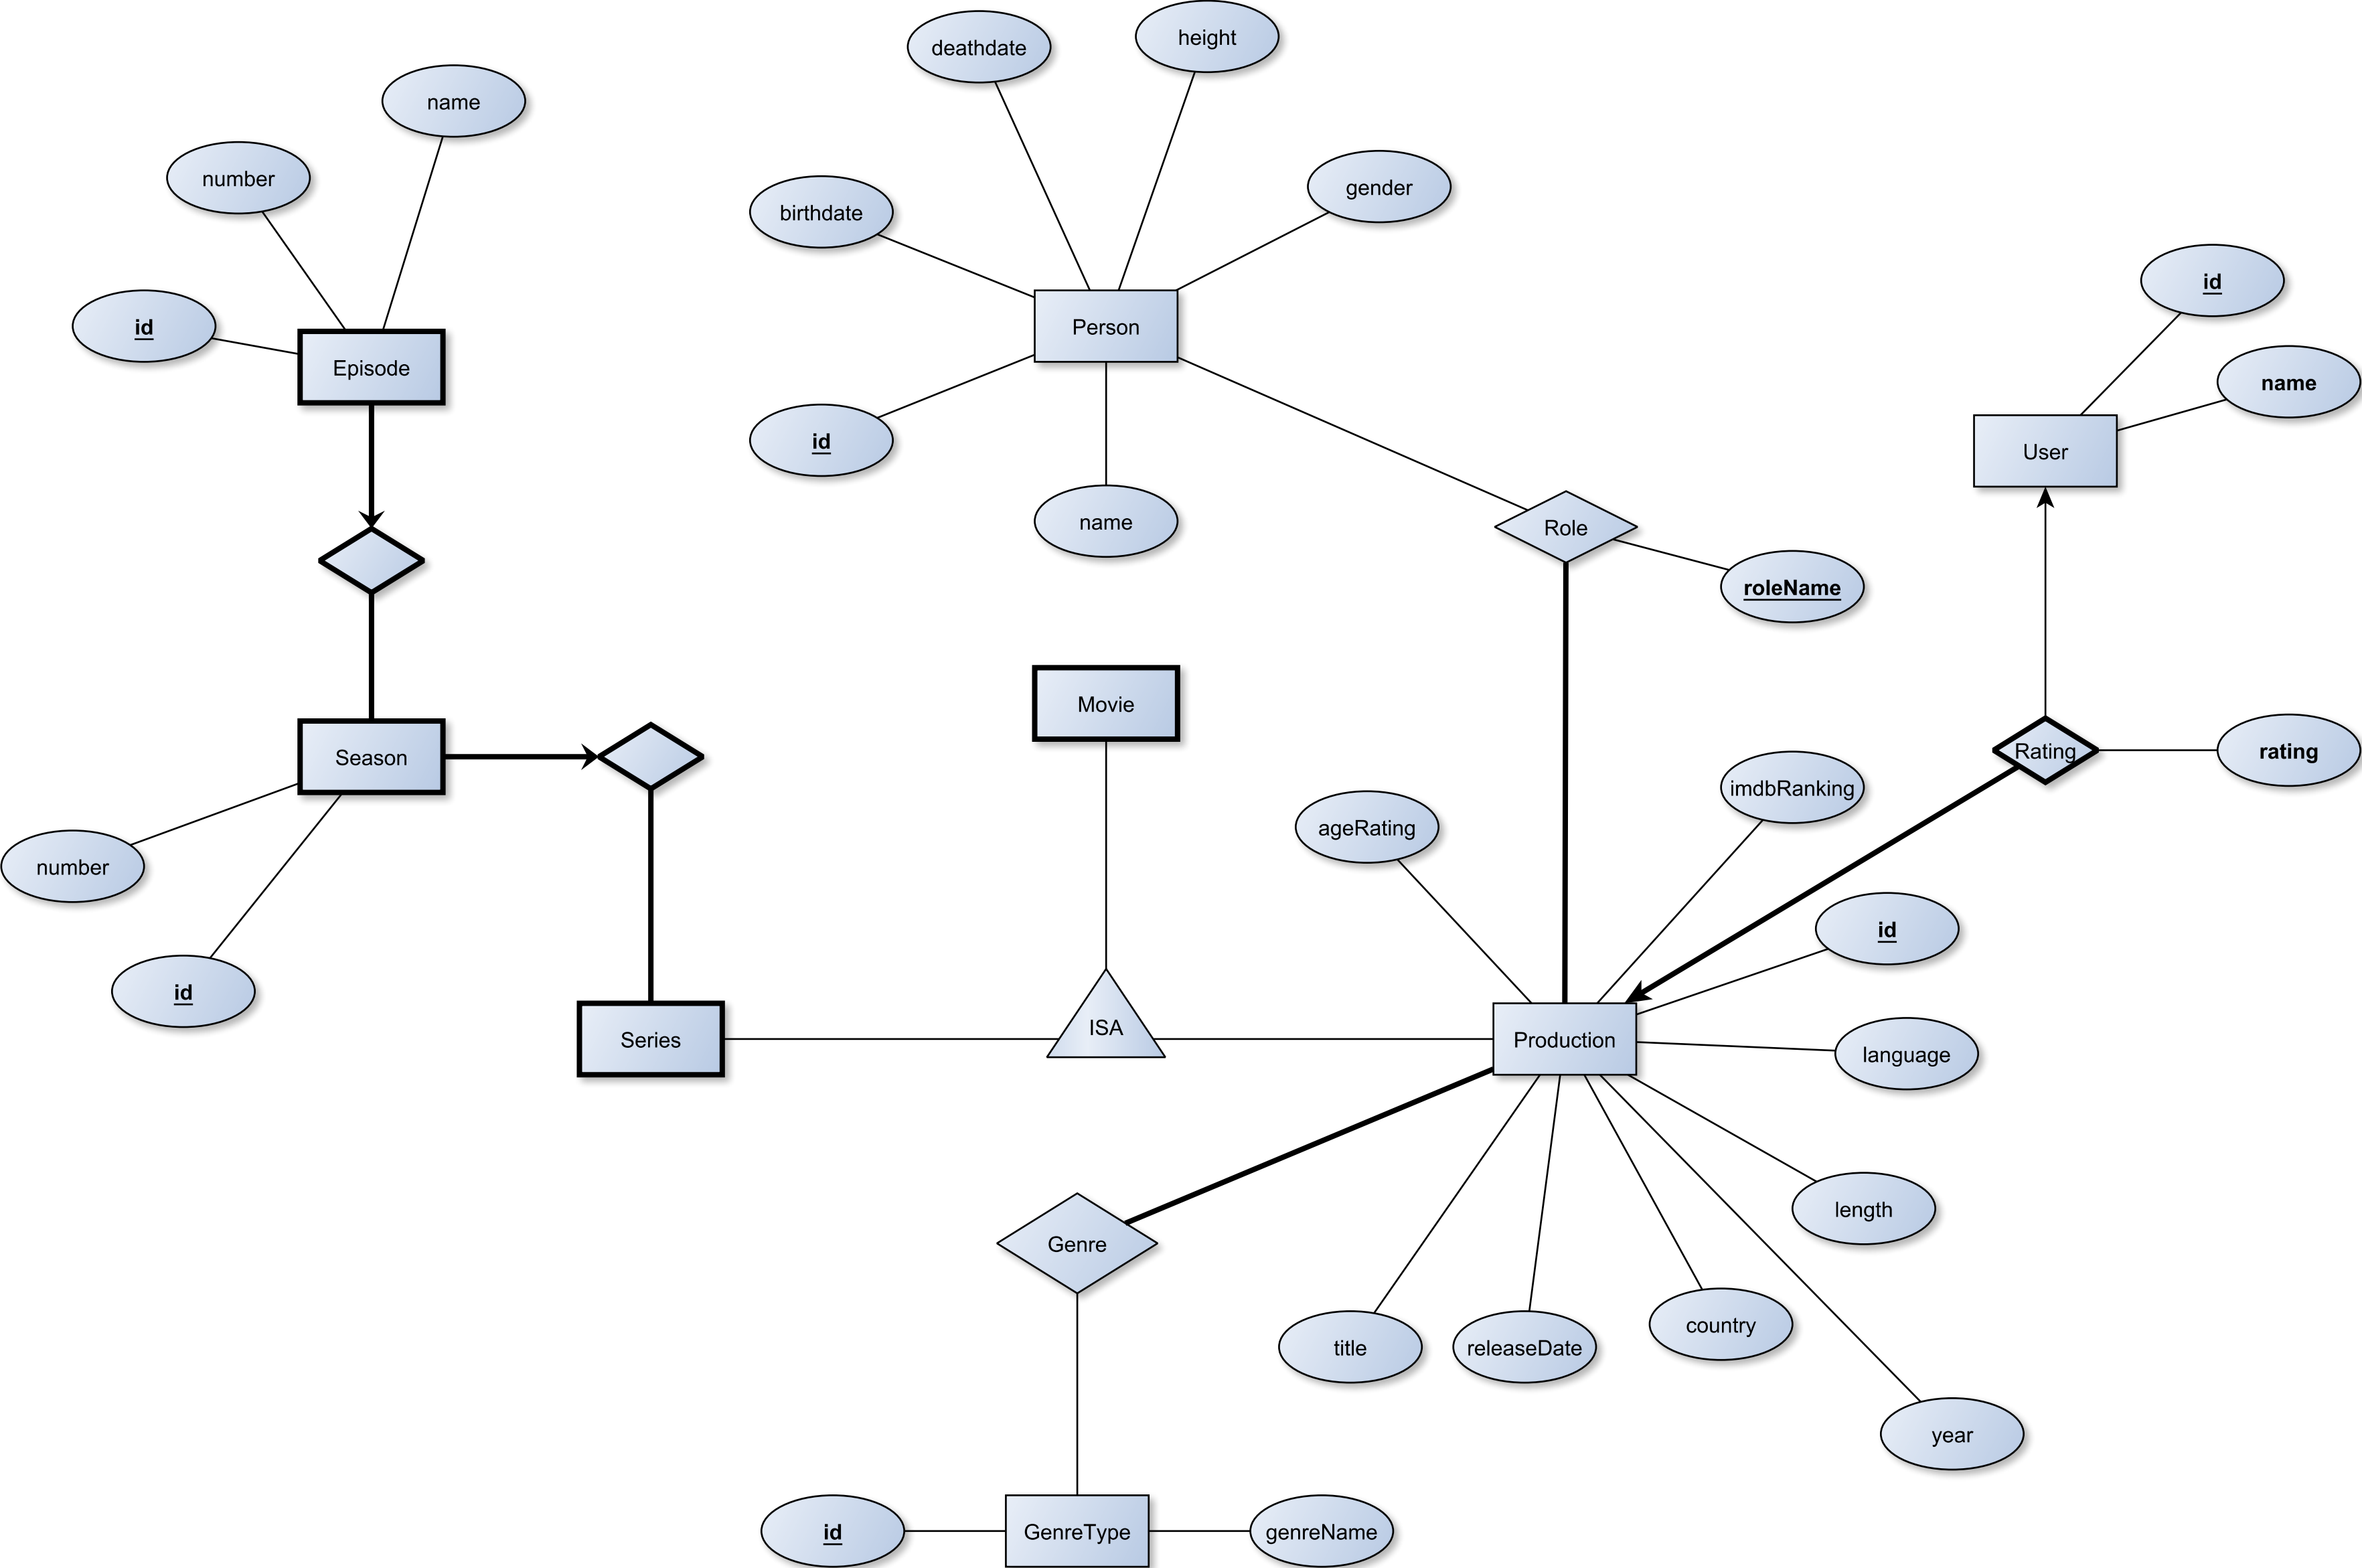 height
deathdate
name
number
gender
birthdate
id
id
Person
Episode
name
id
User
name
Role
roleName
Movie
Rating
rating
Season
imdbRanking
ageRating
number
id
id
ISA
Series
Production
language
length
Genre
country
title
releaseDate
year
id
GenreType
genreName